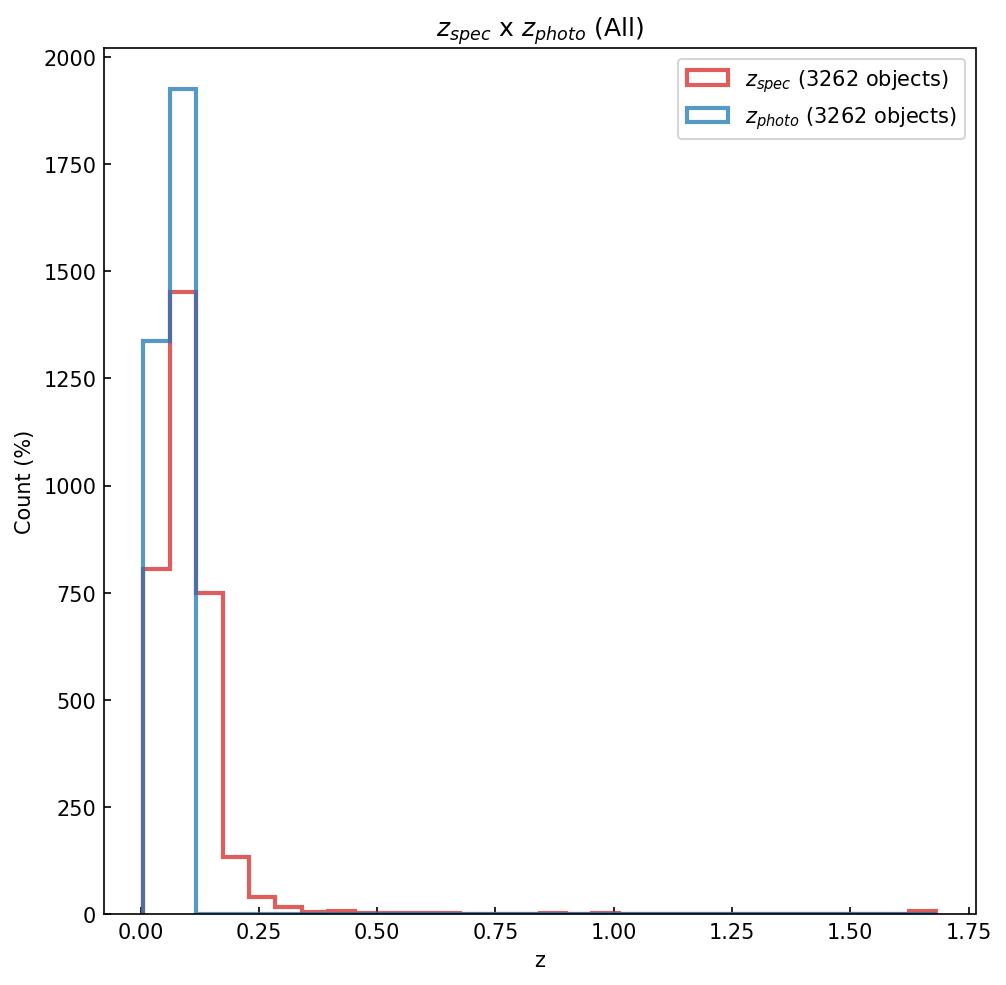 z_spec x z_photo (All)
z_spec (3262 objects)
z_photo (3262 objects)
Count (%)
2000
1750
1500
1250
1000
750
500
250
0
0.00 0.25 0.50 0.75 1.00 1.25 1.50 1.75
z